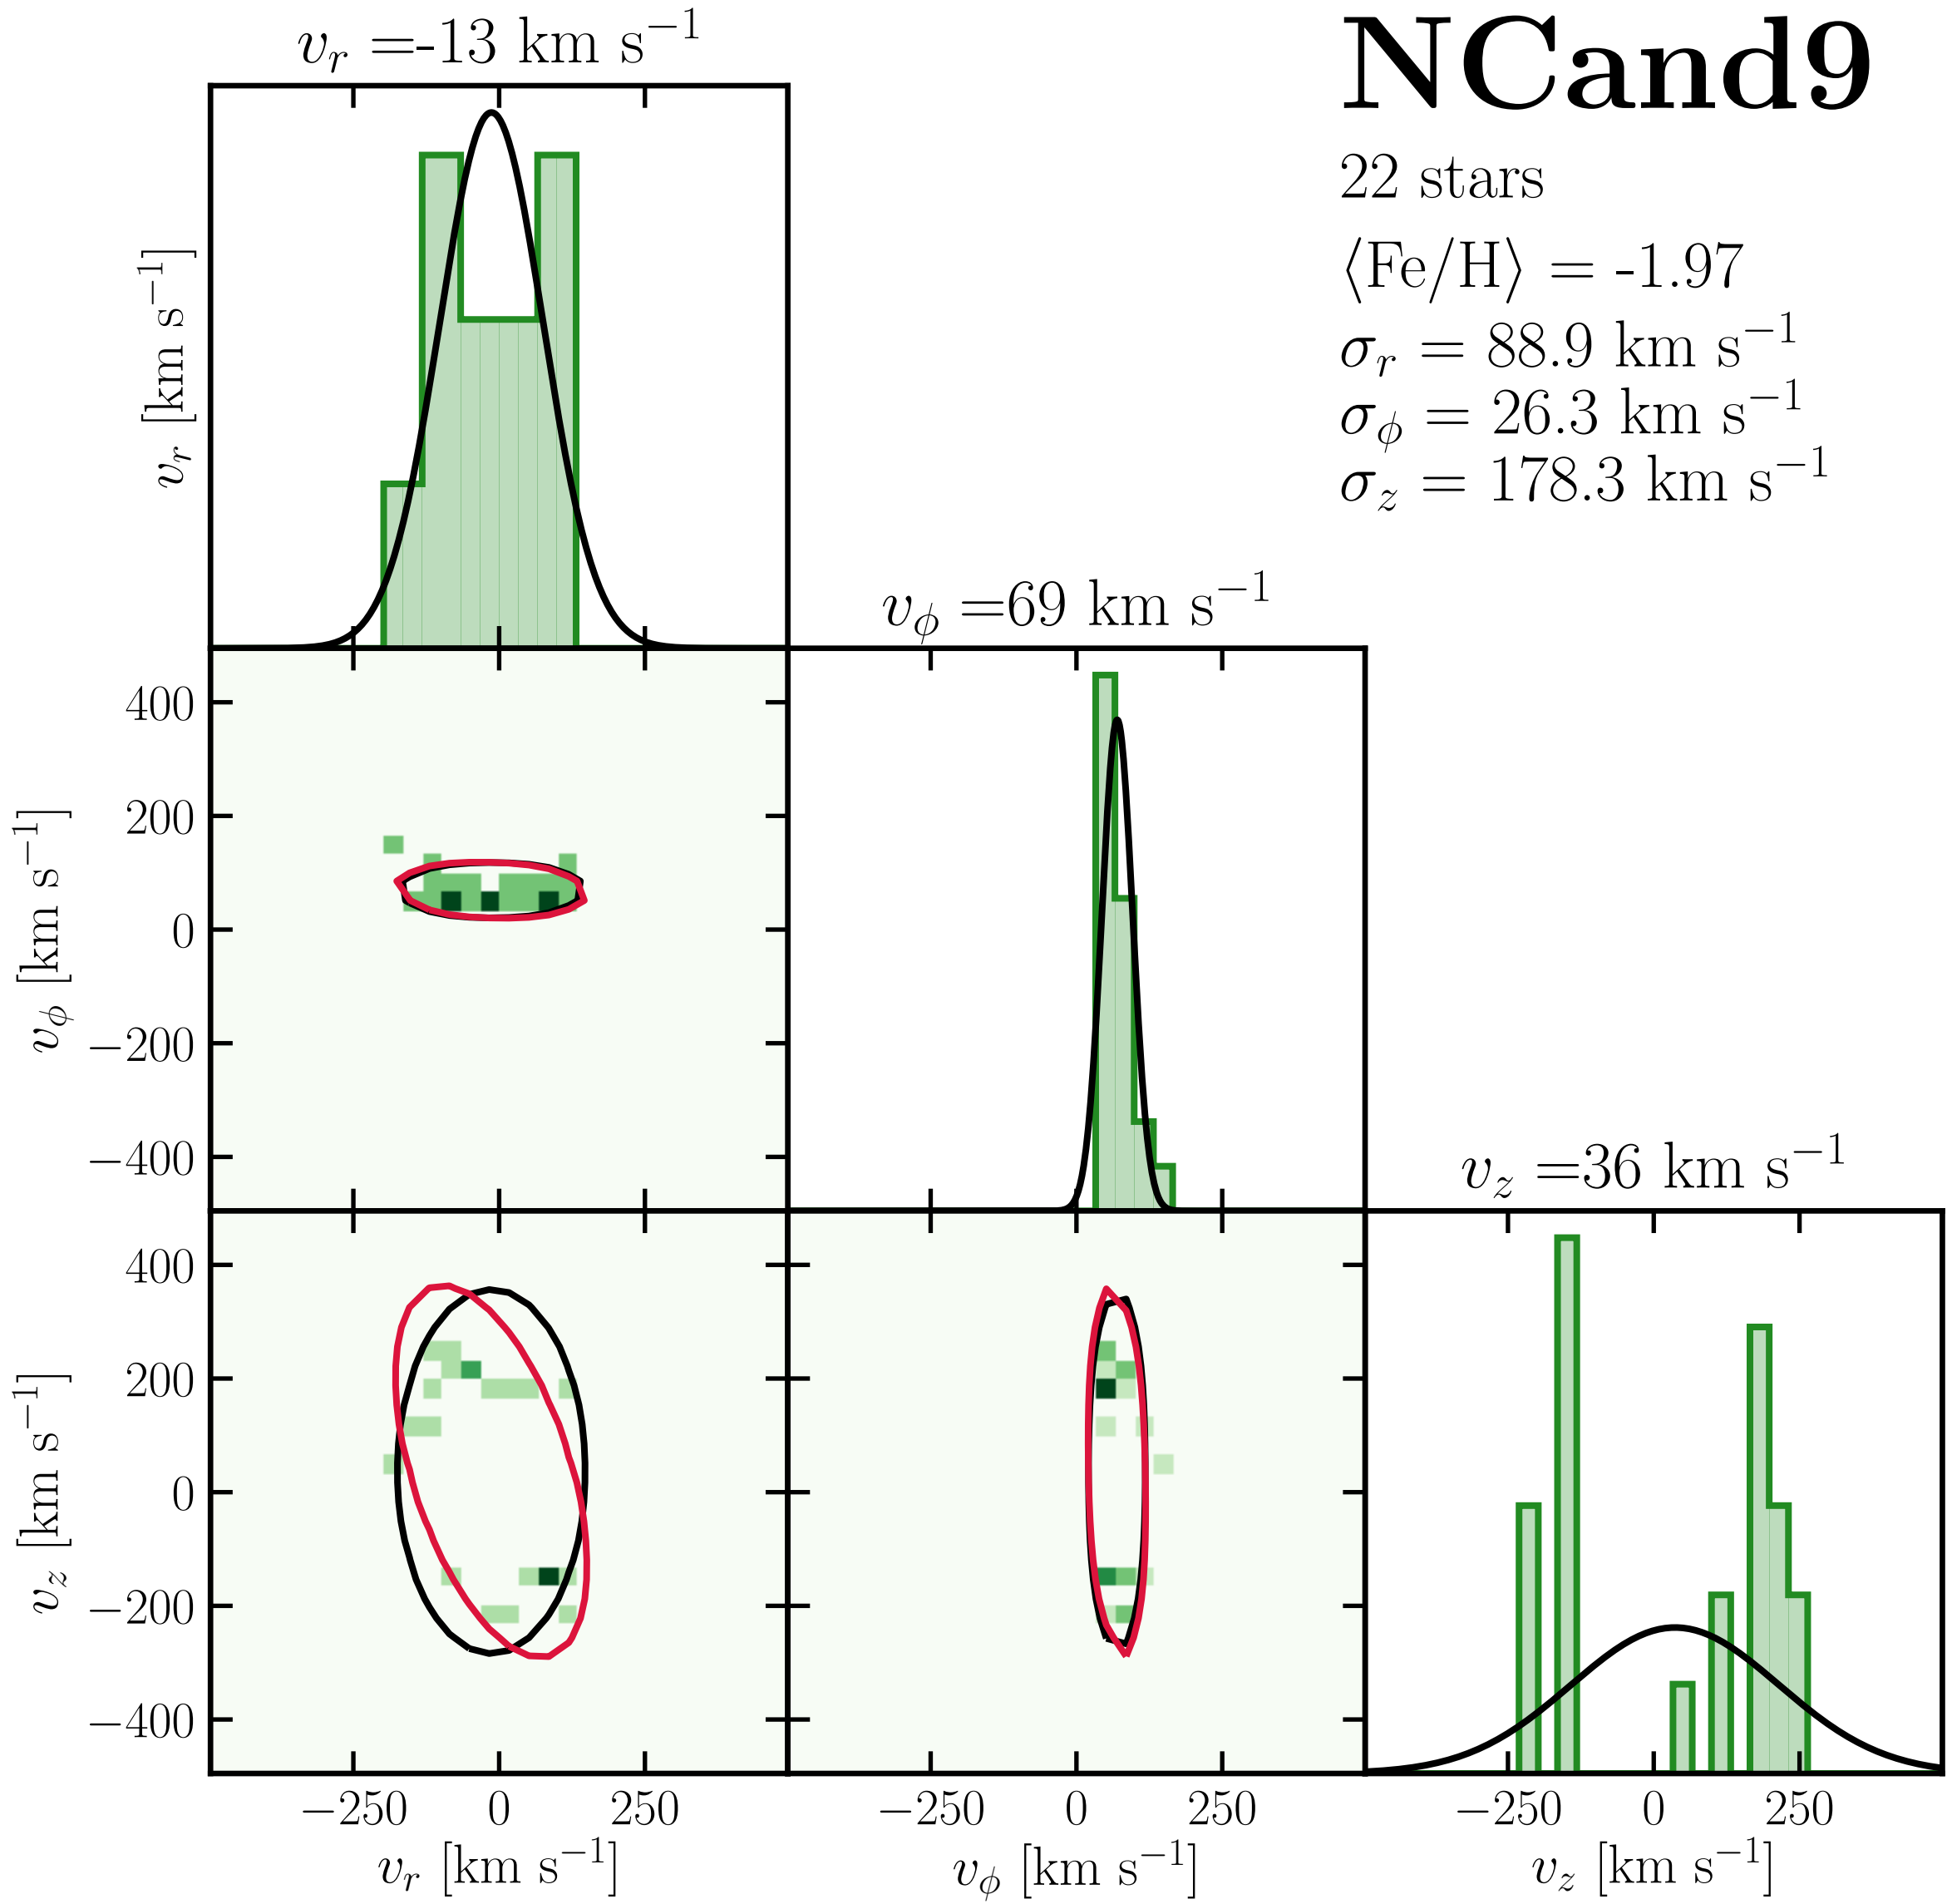 NCand9
22 stars
⟨Fe/H⟩ = -1.97
σ_r = 88.9 km s⁻¹
σ_ϕ = 26.3 km s⁻¹
σ_z = 178.3 km s⁻¹
v_r =-13 km s⁻¹
v_r [km s⁻¹]
v_ϕ =69 km s⁻¹
400
200
0
−200
−400
v_ϕ [km s⁻¹]
v_z =36 km s⁻¹
400
200
0
−200
−400
v_z [km s⁻¹]
−250 0 250
v_r [km s⁻¹]
−250 0 250
v_ϕ [km s⁻¹]
−250 0 250
v_z [km s⁻¹]